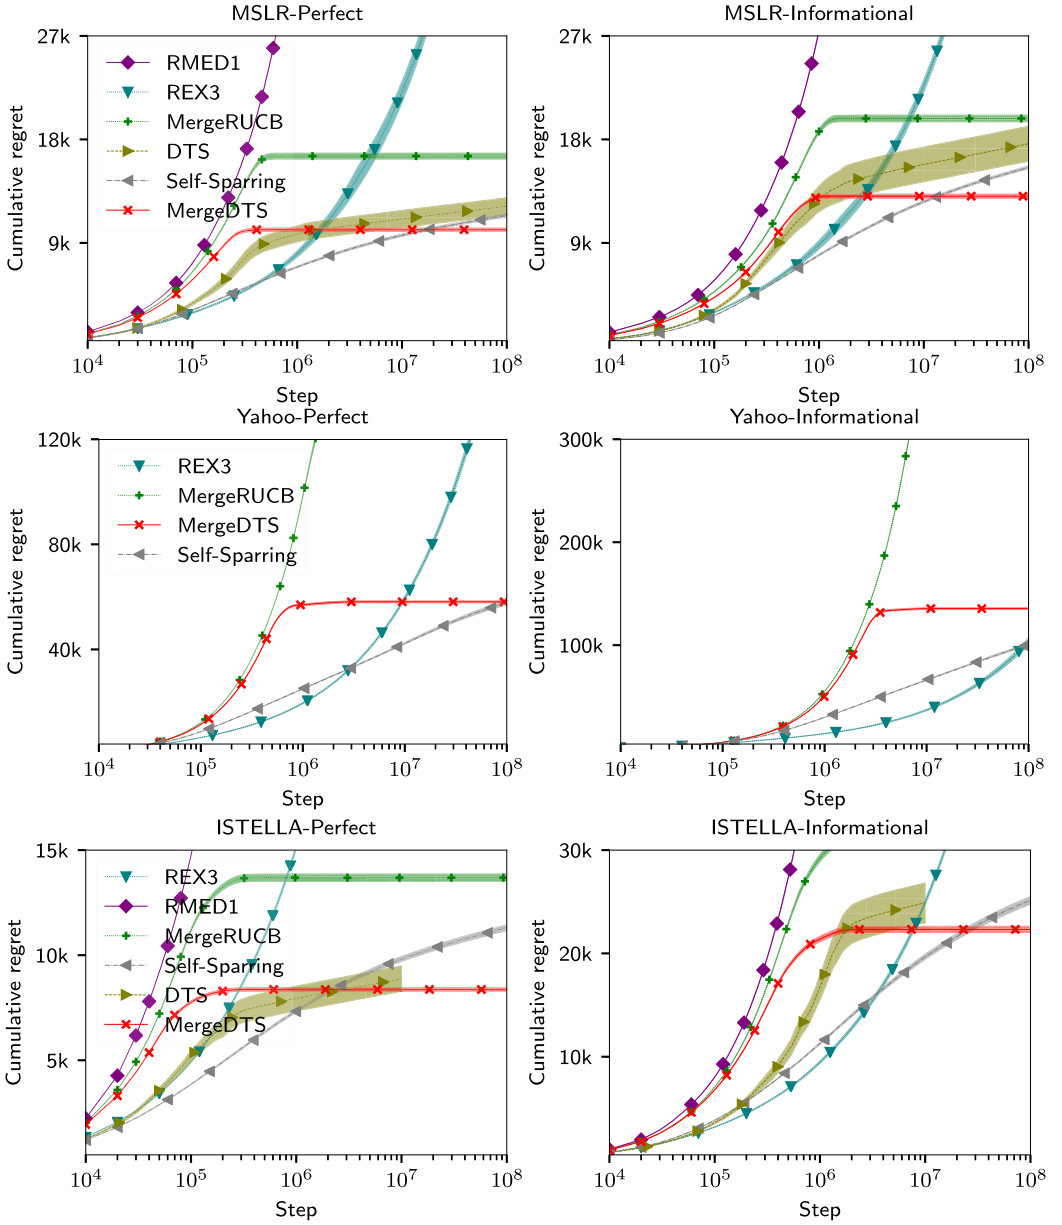 MSLR-Perfect
27k
18k
9k
Cumulative regret
RMED1
REX3
MergeRUCB
DTS
Self-Sparring
MergeDTS
10^4 10^5 10^6 10^7 10^8
Step
MSLR-Informational
27k
18k
9k
Cumulative regret
10^4 10^5 10^6 10^7 10^8
Step
Yahoo-Perfect
120k
80k
40k
Cumulative regret
REX3
MergeRUCB
MergeDTS
Self-Sparring
10^4 10^5 10^6 10^7 10^8
Step
Yahoo-Informational
300k
200k
100k
Cumulative regret
10^4 10^5 10^6 10^7 10^8
Step
ISTELLA-Perfect
15k
10k
5k
Cumulative regret
REX3
RMED1
MergeRUCB
Self-Sparring
DTS
MergeDTS
10^4 10^5 10^6 10^7 10^8
Step
ISTELLA-Informational
30k
20k
10k
Cumulative regret
10^4 10^5 10^6 10^7 10^8
Step